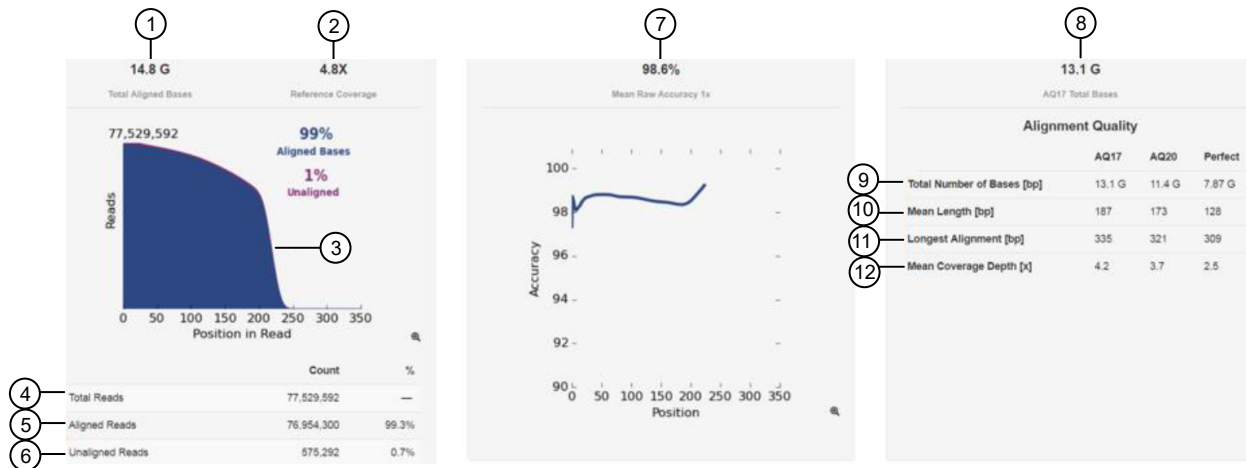 1
2
7
8
14.8 G
4.8X
Total Aligned Bases
Reference Coverage
77,529,592
99%
Aligned Bases
1%
Unaligned
Reads
3
0 50 100 150 200 250 300 350
Position in Read
Count %
4 Total Reads 77,529,592 —
5 Aligned Reads 76,954,300 99.3%
6 Unaligned Reads 575,292 0.7%
98.6%
Mean Raw Accuracy 1x
100
98
96
94
92
90
Accuracy
0 50 100 150 200 250 300 350
Position
13.1 G
AQ17 Total Bases
Alignment Quality
AQ17 AQ20 Perfect
9 Total Number of Bases [bp] 13.1 G 11.4 G 7.87 G
10 Mean Length [bp] 187 173 128
11 Longest Alignment [bp] 335 321 309
12 Mean Coverage Depth [x] 4.2 3.7 2.5